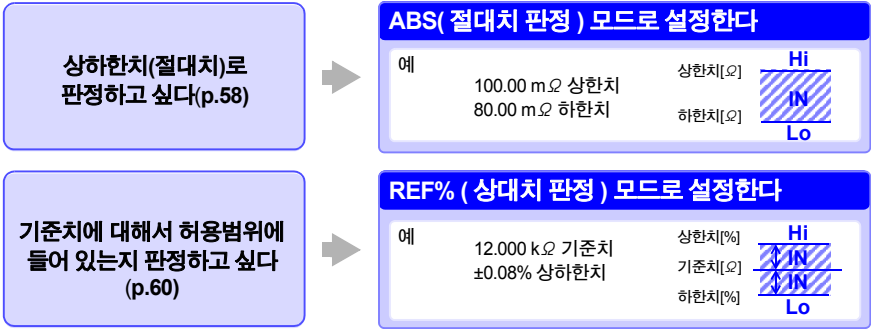 상하한치(절대치)로
판정하고 싶다(p.58)
ABS( 절대치 판정 ) 모드로 설정한다
예
100.00 mΩ 상한치
80.00 mΩ 하한치
상한치[Ω]
하한치[Ω]
Hi
IN
Lo
기준치에 대해서 허용범위에
들어 있는지 판정하고 싶다
(p.60)
REF% ( 상대치 판정 ) 모드로 설정한다
예
12.000 kΩ 기준치
±0.08% 상하한치
상한치[%]
기준치[Ω]
하한치[%]
Hi
IN
IN
Lo